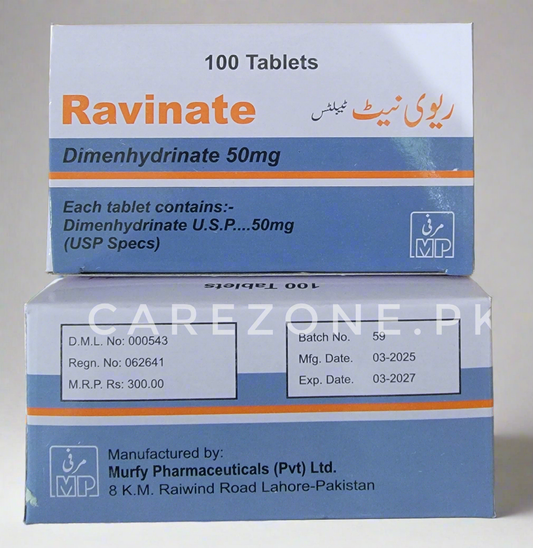 100 Tablets
Ravinate
ریوی نیٹ ٹیبلٹس
Dimenhydrinate 50mg
Each tablet contains:-
Dimenhydrinate U.S.P....50mg
(USP Specs)
مرفی
MP
100 Tablets
CAREZONE.PK
D.M.L. No: 000543
Regn. No: 062641
M.R.P. Rs: 300.00
Batch No. 59
Mfg. Date. 03-2025
Exp. Date. 03-2027
مرفی
MP
Manufactured by:
Murfy Pharmaceuticals (Pvt) Ltd.
8 K.M. Raiwind Road Lahore-Pakistan